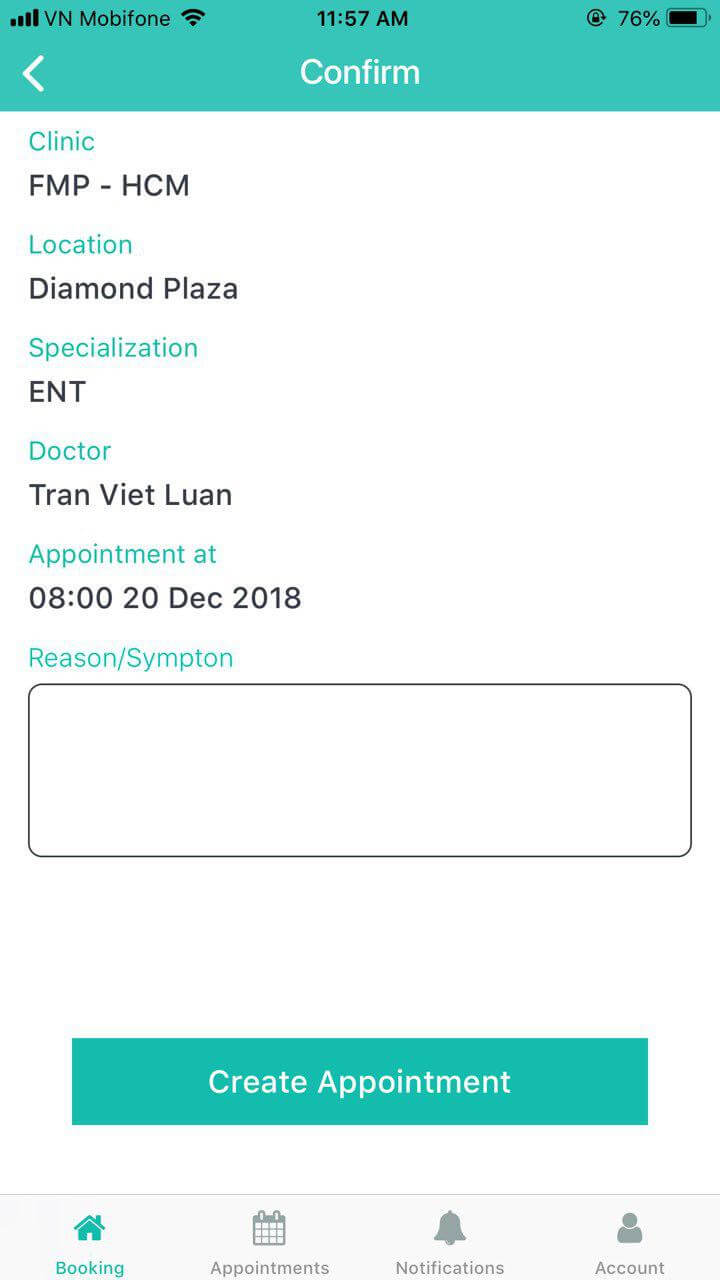 VN Mobifone 11:57 AM 76%
Confirm
Clinic
FMP - HCM
Location
Diamond Plaza
Specialization
ENT
Doctor
Tran Viet Luan
Appointment at
08:00 20 Dec 2018
Reason/Sympton
Create Appointment
Booking Appointments Notifications Account